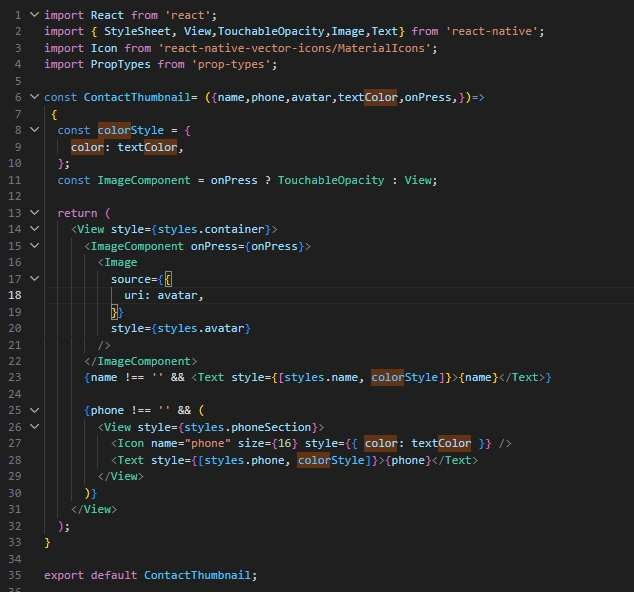 1 import React from 'react';
2 import { StyleSheet, View,TouchableOpacity,Image,Text} from 'react-native';
3 import Icon from 'react-native-vector-icons/MaterialIcons';
4 import PropTypes from 'prop-types';
5
6 const ContactThumbnail= ({name,phone,avatar,textColor,onPress,})=>
7  {
8   const colorStyle = {
9     color: textColor,
10   };
11   const ImageComponent = onPress ? TouchableOpacity : View;
12
13   return (
14     <View style={styles.container}>
15       <ImageComponent onPress={onPress}>
16         <Image
17           source={{
18             uri: avatar,
19           }}
20           style={styles.avatar}
21         />
22       </ImageComponent>
23       {name !== '' && <Text style={[styles.name, colorStyle]}>{name}</Text>}
24
25       {phone !== '' && (
26         <View style={styles.phoneSection}>
27           <Icon name="phone" size={16} style={{ color: textColor }} />
28           <Text style={[styles.phone, colorStyle]}>{phone}</Text>
29         </View>
30       )}
31     </View>
32   );
33 }
34
35 export default ContactThumbnail;
36